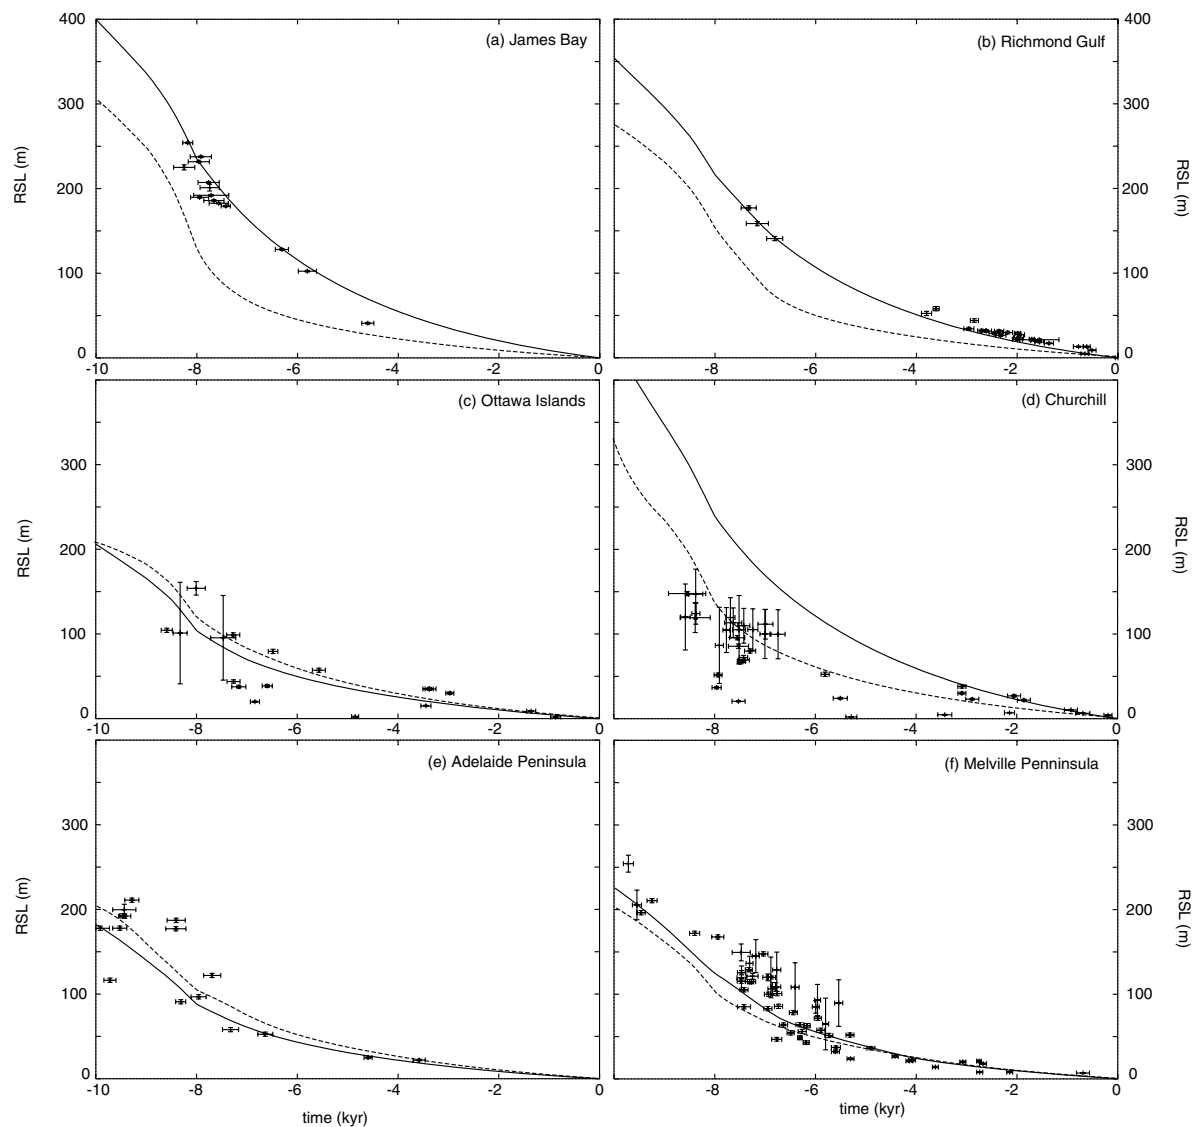 400
300
200
100
0
RSL (m)
(a) James Bay
-10 -8 -6 -4 -2 0
(b) Richmond Gulf
400
300
200
100
0
RSL (m)
-8 -6 -4 -2 0
(c) Ottawa Islands
300
200
100
0
RSL (m)
-10 -8 -6 -4 -2 0
(d) Churchill
300
200
100
0
RSL (m)
-8 -6 -4 -2 0
(e) Adelaide Peninsula
300
200
100
0
RSL (m)
-10 -8 -6 -4 -2 0
time (kyr)
(f) Melville Penninsula
300
200
100
0
RSL (m)
-8 -6 -4 -2 0
time (kyr)